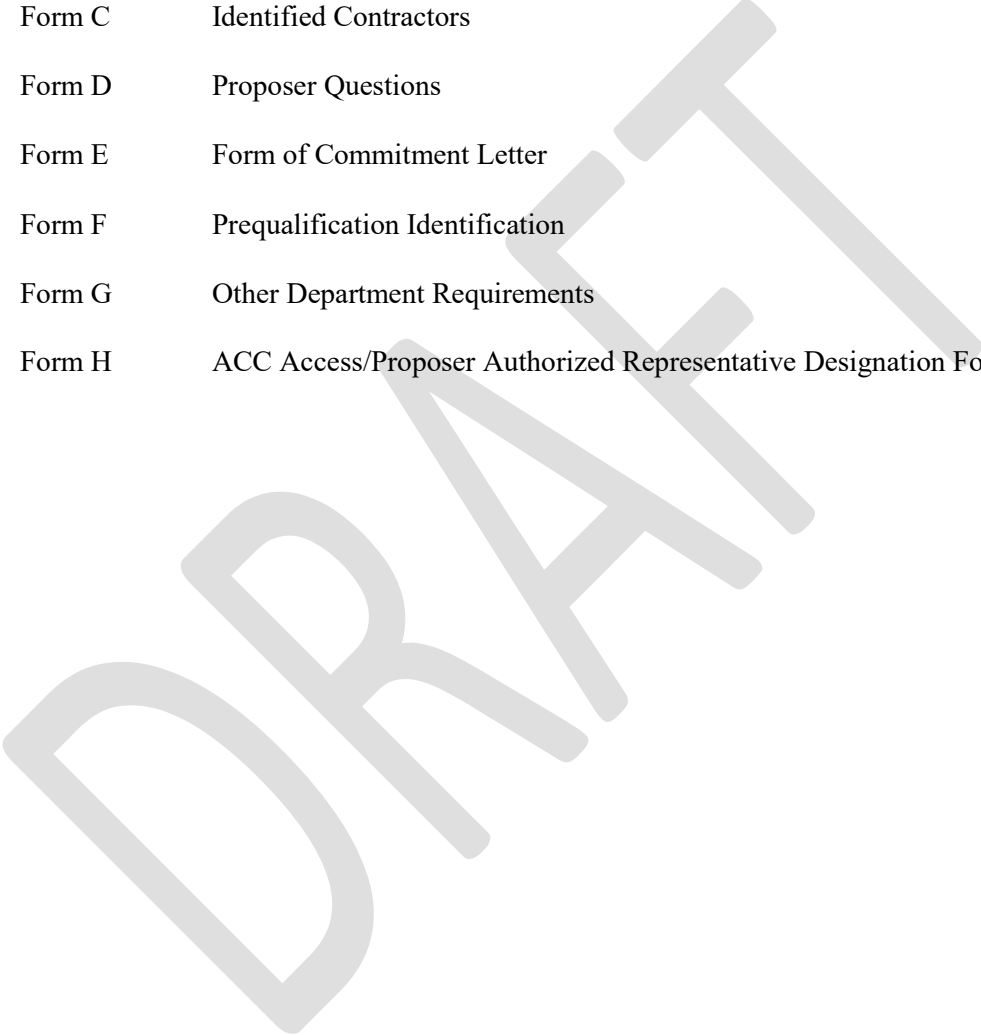 Form C Identified Contractors
Form D Proposer Questions
Form E Form of Commitment Letter
Form F Prequalification Identification
Form G Other Department Requirements
Form H ACC Access/Proposer Authorized Representative Designation Fo
DRAFT